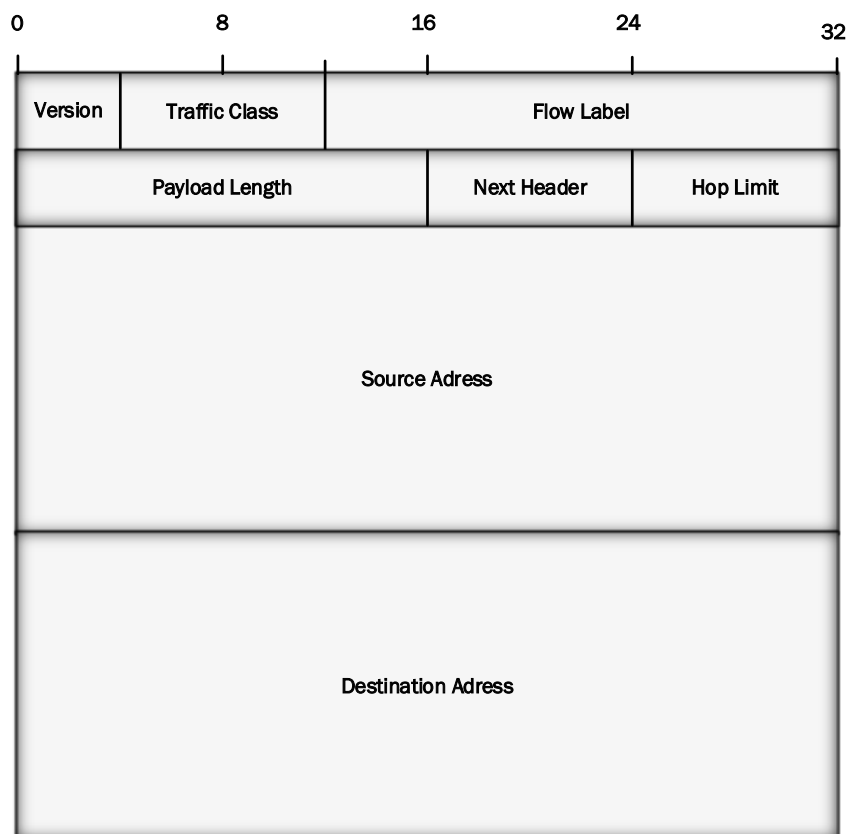 0 8 16 24 32
Version Traffic Class Flow Label
Payload Length Next Header Hop Limit
Source Adress
Destination Adress